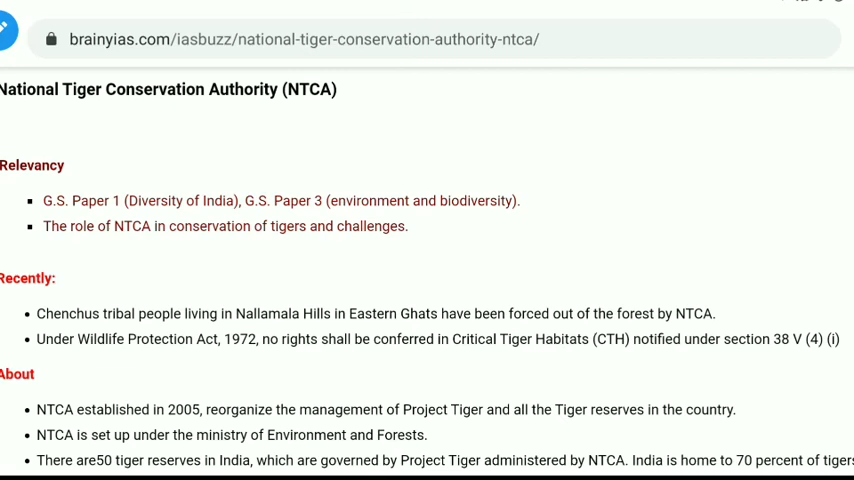 brainyias.com/iasbuzz/national-tiger-conservation-authority-ntca/
National Tiger Conservation Authority (NTCA)
Relevancy
G.S. Paper 1 (Diversity of India), G.S. Paper 3 (environment and biodiversity).
The role of NTCA in conservation of tigers and challenges.
Recently:
Chenchus tribal people living in Nallamala Hills in Eastern Ghats have been forced out of the forest by NTCA.
Under Wildlife Protection Act, 1972, no rights shall be conferred in Critical Tiger Habitats (CTH) notified under section 38 V (4) (i)
About
NTCA established in 2005, reorganize the management of Project Tiger and all the Tiger reserves in the country.
NTCA is set up under the ministry of Environment and Forests.
There are50 tiger reserves in India, which are governed by Project Tiger administered by NTCA. India is home to 70 percent of tigers